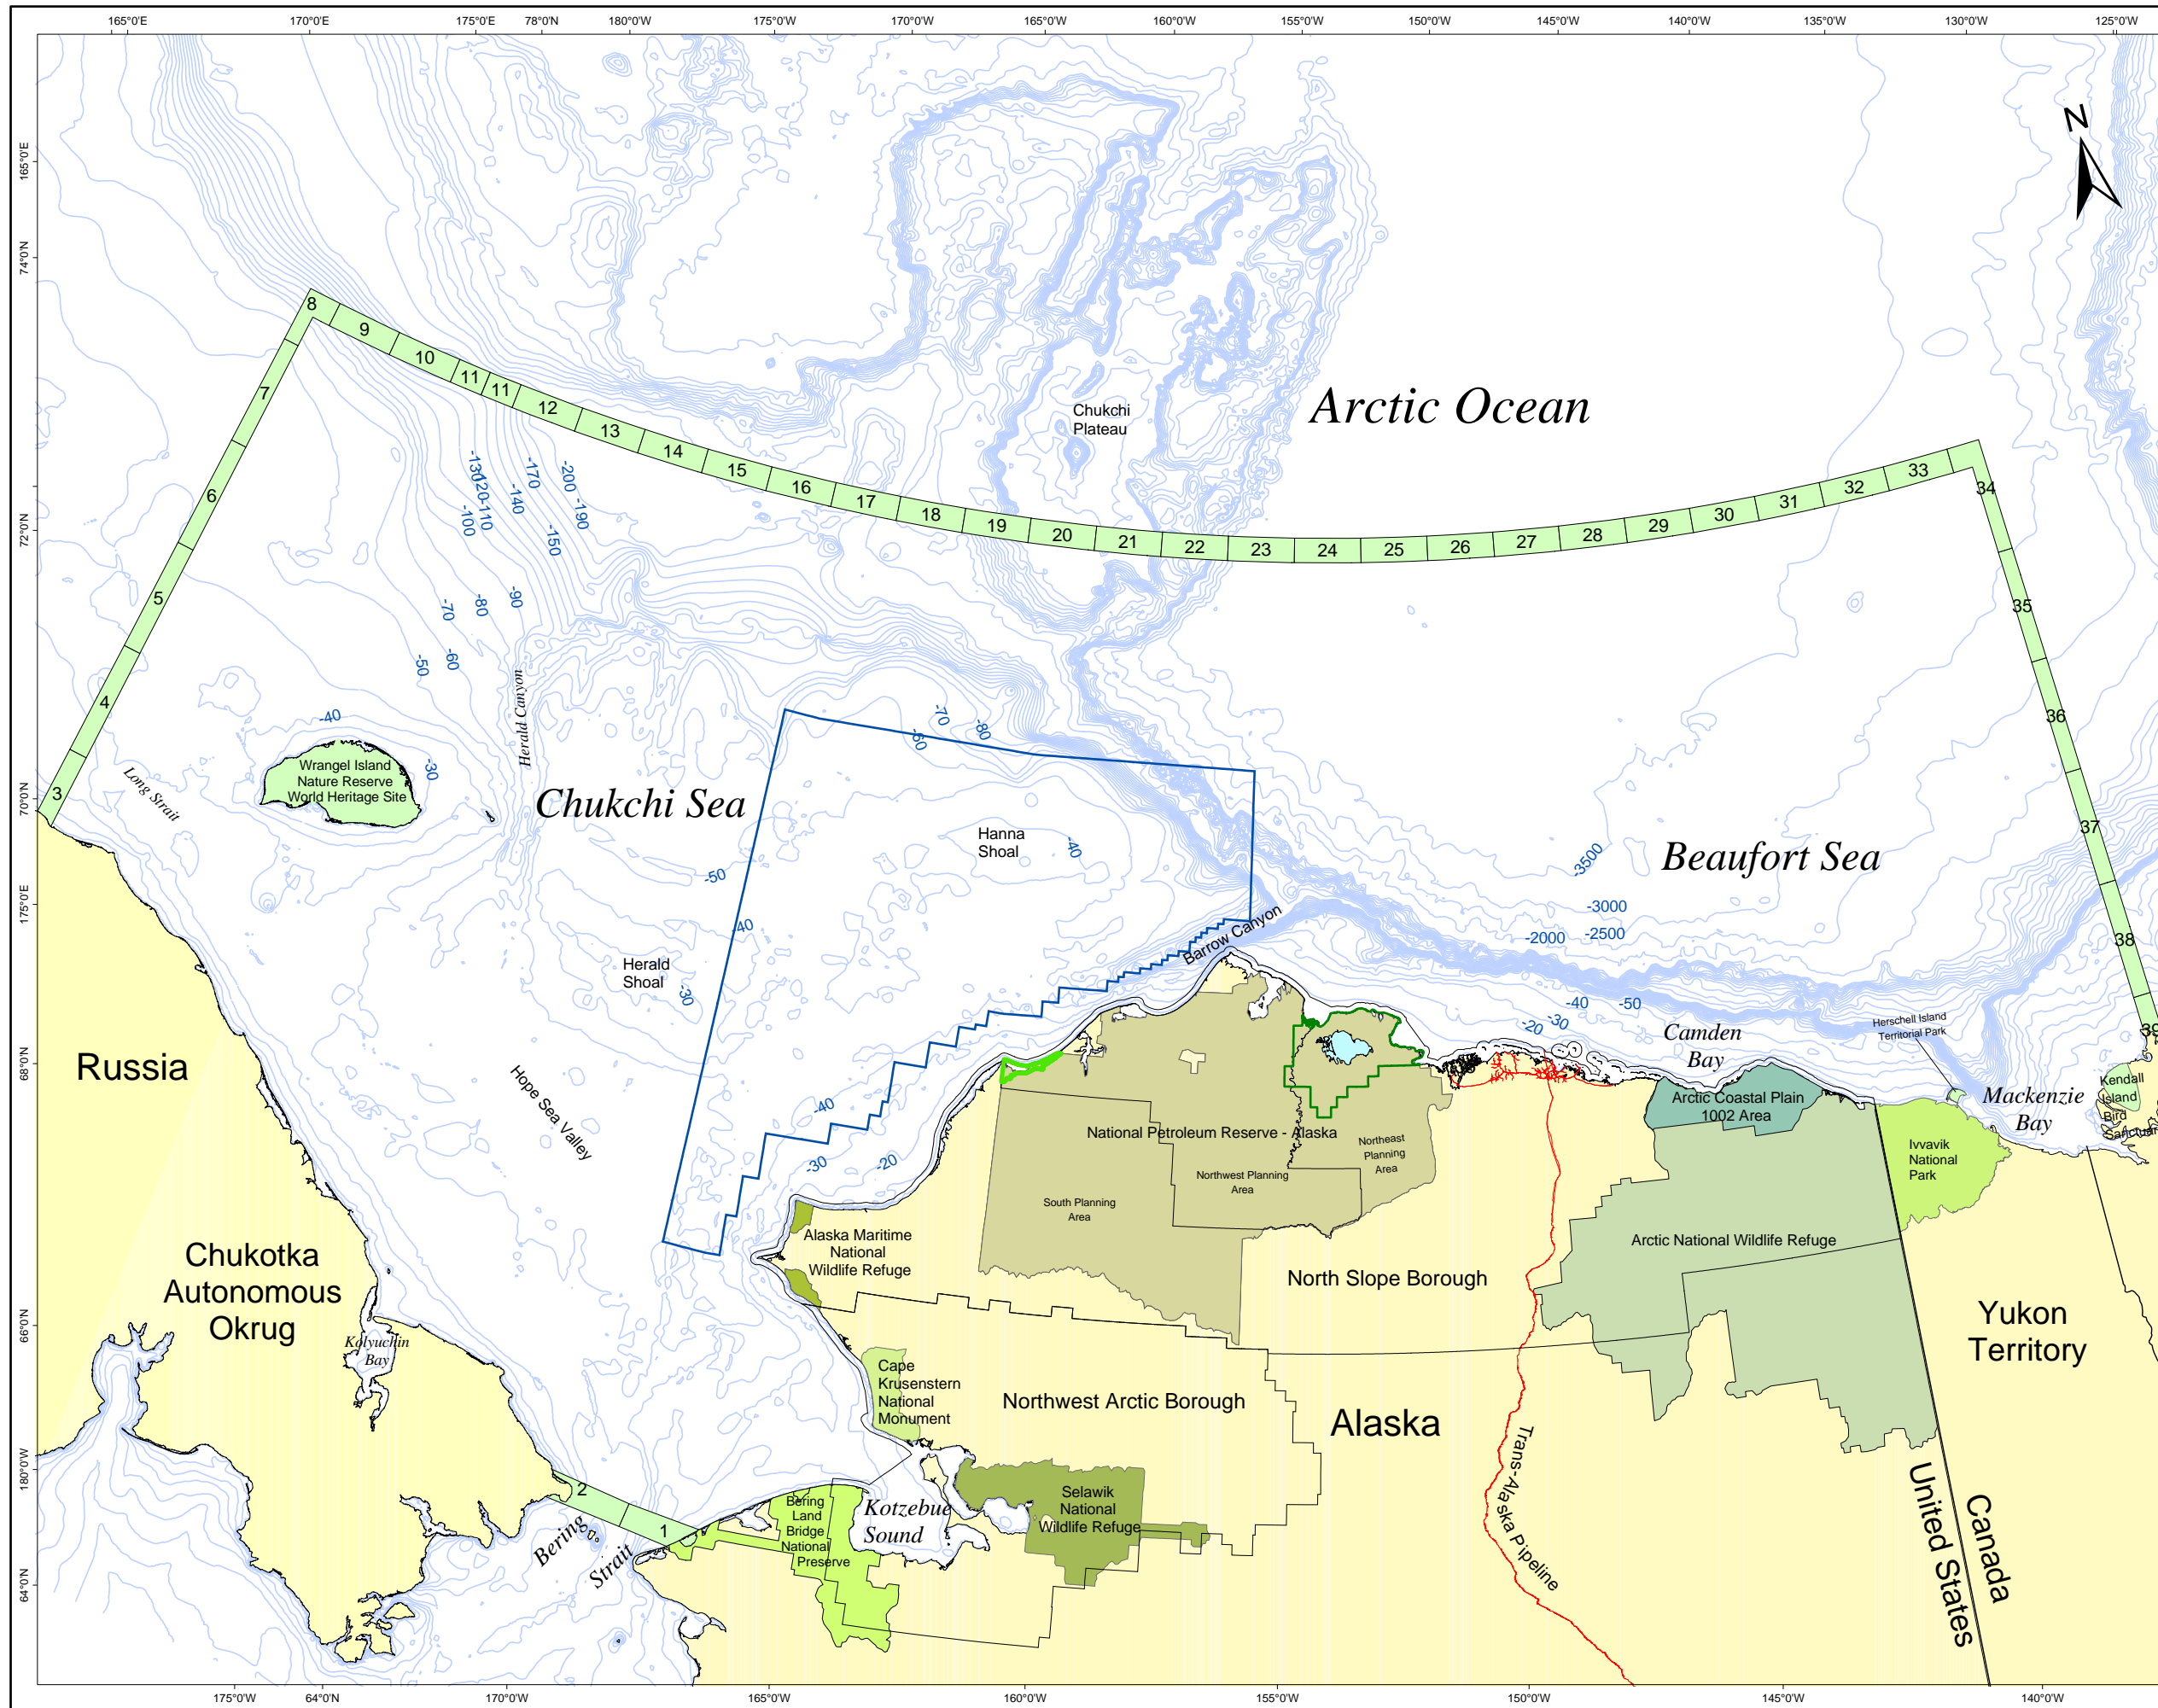 165°0'E
170°0'E
175°0'E
78°0'N
180°0'W
175°0'W
170°0'W
165°0'W
160°0'W
155°0'W
150°0'W
145°0'W
140°0'W
135°0'W
130°0'W
125°0'W
N
165°0'E
74°0'N
72°0'N
70°0'N
175°0'E
68°0'N
66°0'N
180°0'W
64°0'N
8
9
10
11
11
12
13
14
15
16
17
18
19
20
21
22
23
24
25
26
27
28
29
30
31
32
33
34
35
36
37
38
39
7
6
5
4
3
2
1
Arctic Ocean
Chukchi
Plateau
-130
-120
-110
-100
-140
-170
-200
-190
-150
-90
-80
-70
-60
-50
-40
-30
Herald Canyon
Long Strait
Wrangel Island
Nature Reserve
World Heritage Site
Chukchi Sea
-70
-80
-60
Hanna
Shoal
-40
-50
-40
Herald
Shoal
-30
Barrow Canyon
Beaufort Sea
-3500
-3000
-2500
-2000
-40
-50
-30
-20
Camden
Bay
Herschell Island
Territorial Park
Mackenzie
Bay
Kendall
Island
Bird
Sanctuar
Russia
Hope Sea Valley
-40
-30
-20
National Petroleum Reserve - Alaska
Northeast
Planning
Area
Northwest Planning
Area
South Planning
Area
Arctic Coastal Plain
1002 Area
Ivvavik
National
Park
Chukotka
Autonomous
Okrug
Kolyuchin
Bay
Alaska Maritime
National
Wildlife Refuge
North Slope Borough
Arctic National Wildlife Refuge
Yukon
Territory
Cape
Krusenstern
National
Monument
Northwest Arctic Borough
Alaska
Trans-Alaska Pipeline
United States
Canada
Selawik
National
Wildlife Refuge
Kotzebue
Sound
Bering
Land
Bridge
National
Preserve
Bering
Strait
175°0'W
64°0'N
170°0'W
165°0'W
160°0'W
155°0'W
150°0'W
145°0'W
140°0'W